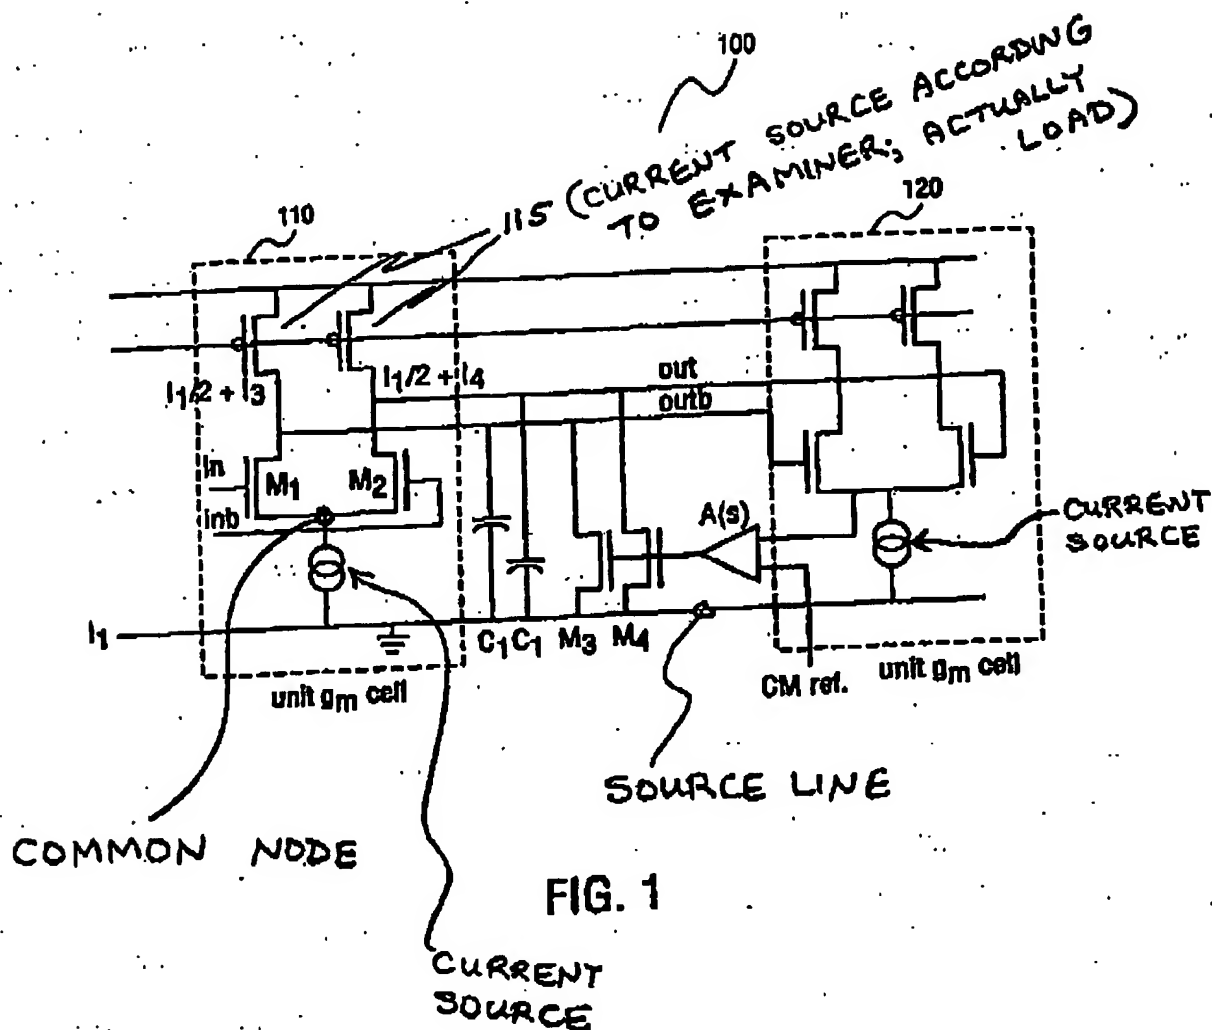 100
115 (CURRENT SOURCE ACCORDING
TO EXAMINER; ACTUALLY
LOAD)
110
120
I1/2 + I3
I1/2 + I4
out
outb
In
M1
M2
inb
A(s)
CURRENT
SOURCE
I1
C1 C1 M3 M4
unit gm cell
CM ref.
unit gm cell
SOURCE LINE
COMMON NODE
FIG. 1
CURRENT
SOURCE